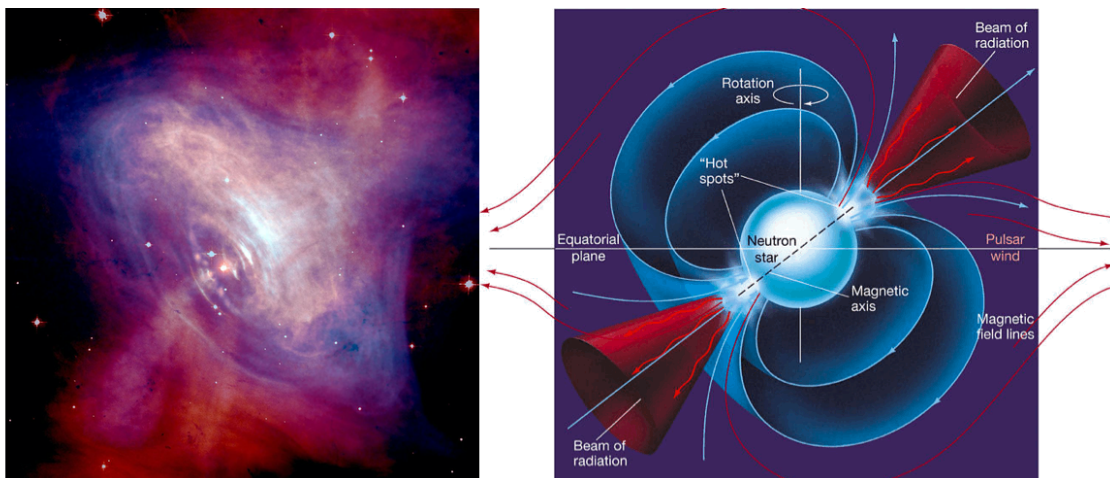 Beam of
radiation
Rotation
axis
“Hot
spots”
Equatorial
plane
Neutron
star
Pulsar
wind
Magnetic
axis
Magnetic
field lines
Beam of
radiation